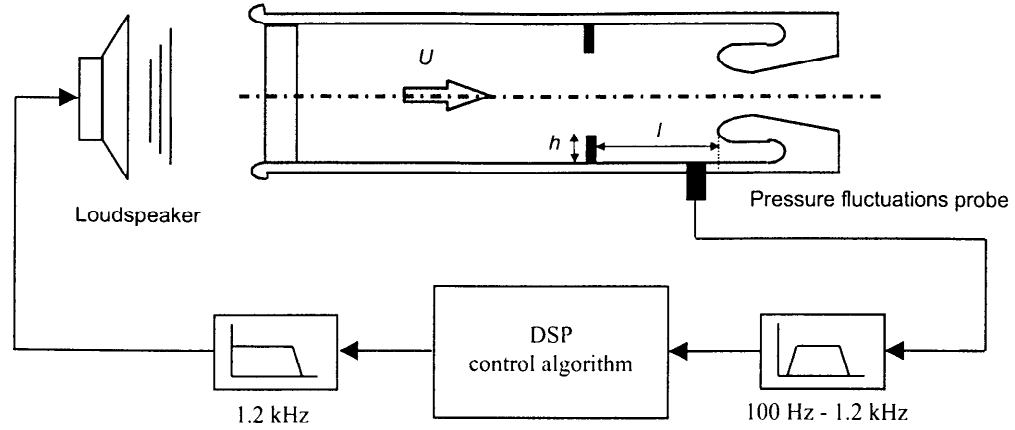 U
h
l
Loudspeaker
Pressure fluctuations probe
DSP
control algorithm
1.2 kHz
100 Hz - 1.2 kHz